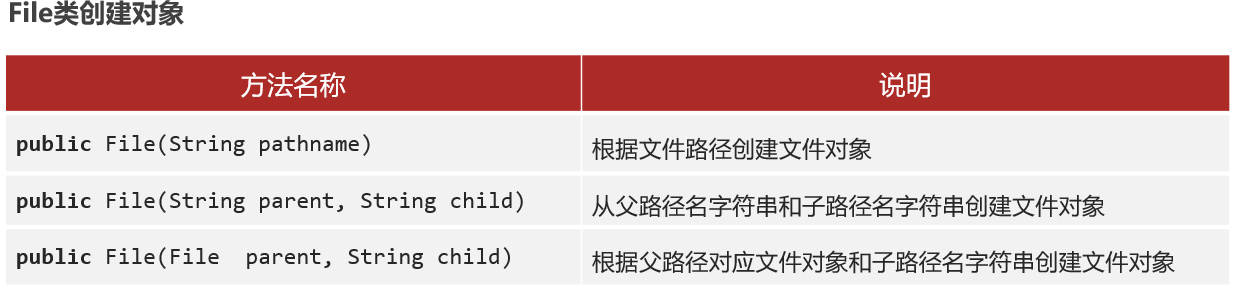 File类创建对象
方法名称 说明
public File(String pathname) 根据文件路径创建文件对象
public File(String parent, String child) 从父路径名字符串和子路径名字符串创建文件对象
public File(File  parent, String child) 根据父路径对应文件对象和子路径名字符串创建文件对象